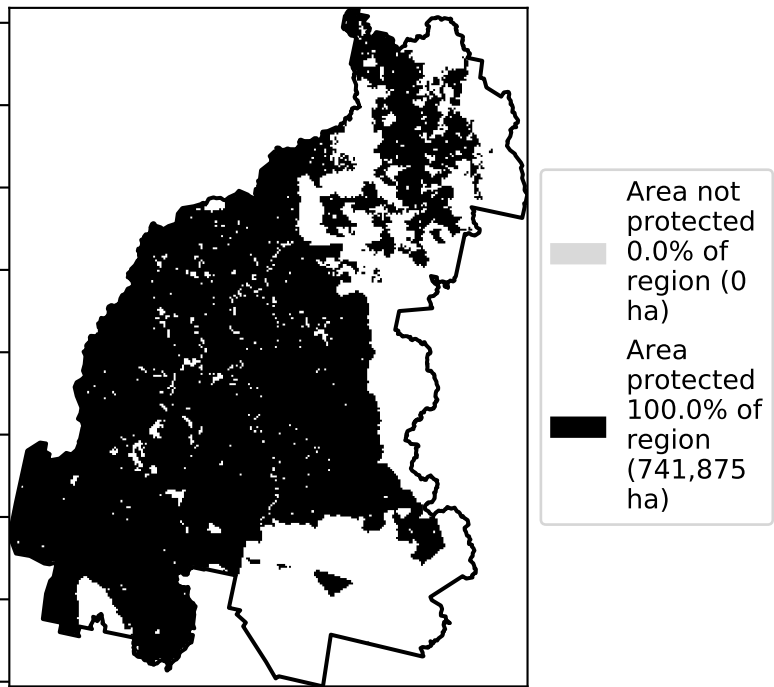 Area not
protected
0.0% of
region (0
ha)
Area
protected
100.0% of
region
(741,875
ha)